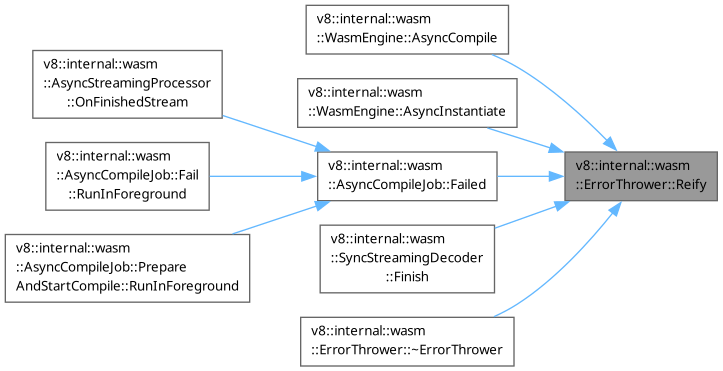 v8::internal::wasm
::WasmEngine::AsyncCompile
v8::internal::wasm
::AsyncStreamingProcessor
::OnFinishedStream
v8::internal::wasm
::WasmEngine::AsyncInstantiate
v8::internal::wasm
::AsyncCompileJob::Fail
::RunInForeground
v8::internal::wasm
::AsyncCompileJob::Failed
v8::internal::wasm
::ErrorThrower::Reify
v8::internal::wasm
::AsyncCompileJob::Prepare
AndStartCompile::RunInForeground
v8::internal::wasm
::SyncStreamingDecoder
::Finish
v8::internal::wasm
::ErrorThrower::~ErrorThrower